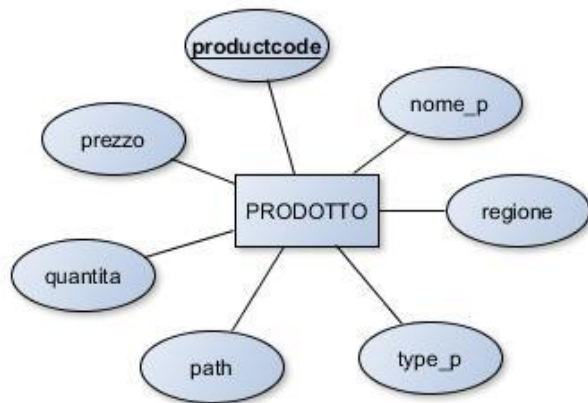 productcode
nome_p
prezzo
PRODOTTO
regione
quantita
path
type_p